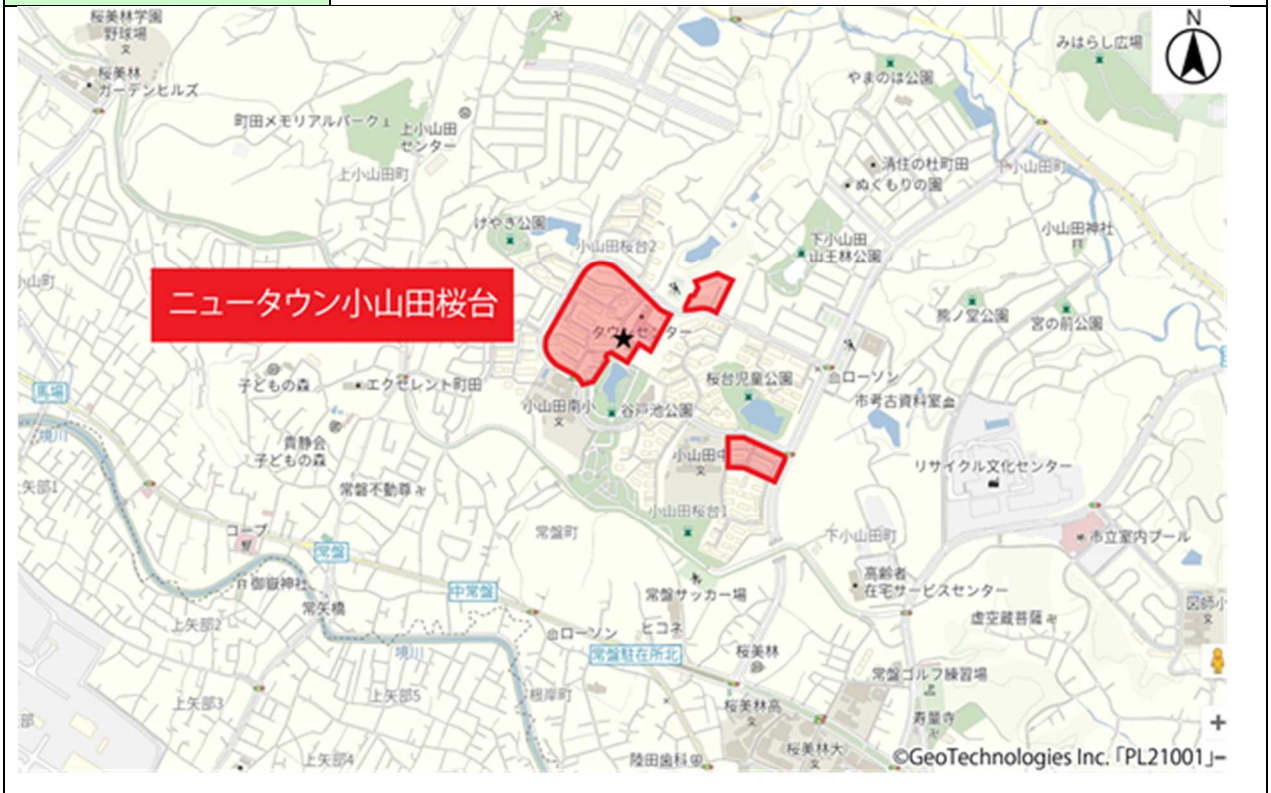 桜美林学園
野球場
桜美林
ガーデンヒルズ
町田メモリアルパーク
上小山田
センター
上小山田町
やまのは公園
みはらし広場
N
清住の杜町田
ぬくもりの園
下小山田町
けやき公園
小山田桜台2
下小山田
山王林公園
小山田神社
小山町
ニュータウン小山田桜台
タウンセンター
熊ノ堂公園
宮の前公園
子どもの森
エクセレント町田
桜台児童公園
ローソン
馬場
小山田南小
谷戸池公園
市考古資料室
境川
貴静会
子どもの森
小山田中
リサイクル文化センター
矢部1
常盤不動尊
小山田桜台1
コープ
常盤
常盤町
下小山田町
市立室内プール
御嶽神社
中常盤
高齢者
在宅サービスセンター
常矢橋
常盤サッカー場
図師小
上矢部2
ローソン
ヒコネ
虚空蔵菩薩
境川
常盤駐在所北
桜美林
上矢部3
上矢部5
根岸町
常盤ゴルフ練習場
桜美林高
寿量寺
部
上矢部4
陸田歯科
桜美林大
+
©GeoTechnologies Inc.「PL21001」−